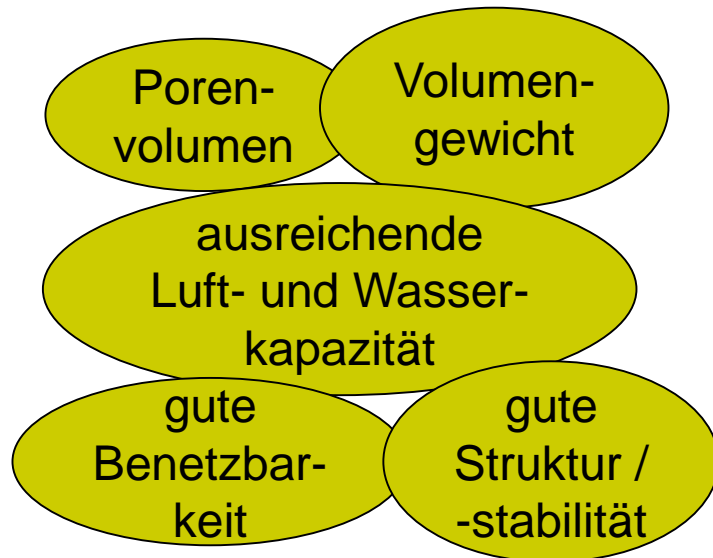 Poren-
volumen
Volumen-
gewicht
ausreichende
Luft- und Wasser-
kapazität
gute
Benetzbar-
keit
gute
Struktur /
-stabilität